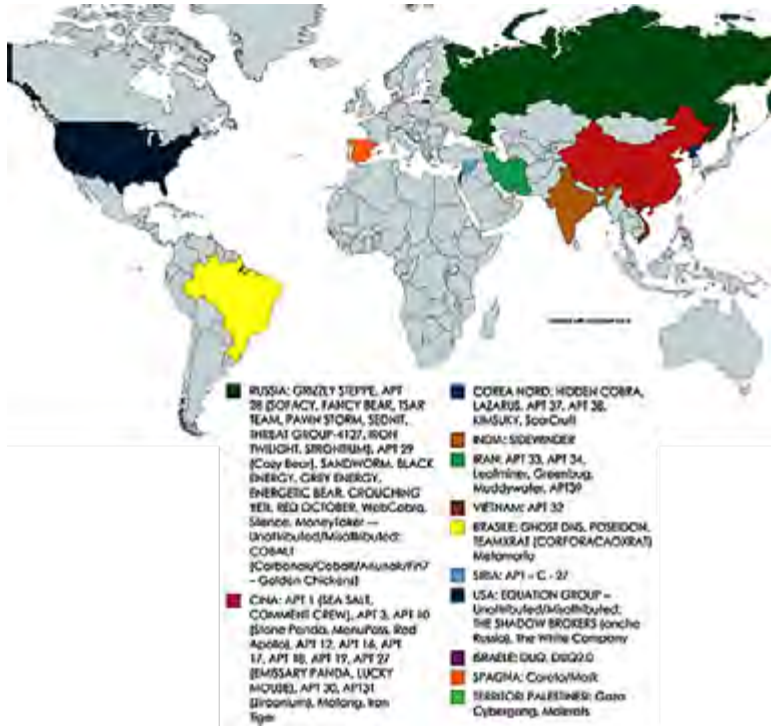 RUSSIA: GRIZZLY STEPPE, APT
28 (SOFACY, FANCY BEAR, TSAR
TEAM, PAWN STORM, SEDNIT,
THREAT GROUP-4127, IRON
TWILIGHT, STRONTIUM), APT 29
(Cozy Bear), SANDWORM, BLACK
ENERGY, GREY ENERGY,
ENERGETIC BEAR, CROUCHING
YETI, RED OCTOBER, WebCobra,
Silence, MoneyTaker —
Unattributed/Misattributed:
COBALT
(Carbanak/Cobalt/Anunak/Fin7
– Golden Chickens)
CINA: APT 1 (SEA SALT,
COMMENT CREW), APT 3, APT 10
(Stone Panda, MenuPass, Red
Apollo), APT 12, APT 16, APT
17, APT 18, APT 19, APT 27
(EMISSARY PANDA, LUCKY
MOUSE), APT 30, APT31
(Zirconium), Mofang, Iron
Tiger
COREA NORD: HIDDEN COBRA,
LAZARUS, APT 37, APT 38,
KIMSUKY, ScarCruft
INDIA: SIDEWINDER
IRAN: APT 33, APT 34,
Leafminer, Greenbug,
Muddywater, APT39
VIETNAM: APT 32
BRASILE: GHOST DNS, POSEIDON,
TEAMXRAT (CORPORACAOXRAT)
Metamorfo
SIRIA: APT - C - 27
USA: EQUATION GROUP –
Unattributed/Misattributed:
THE SHADOW BROKERS (anche
Russia), The White Company
ISRAELE: DUQ, DUQ2.0
SPAGNA: Careto/Mask
TERRITORI PALESTINESI: Gaza
Cybergang, Molerats